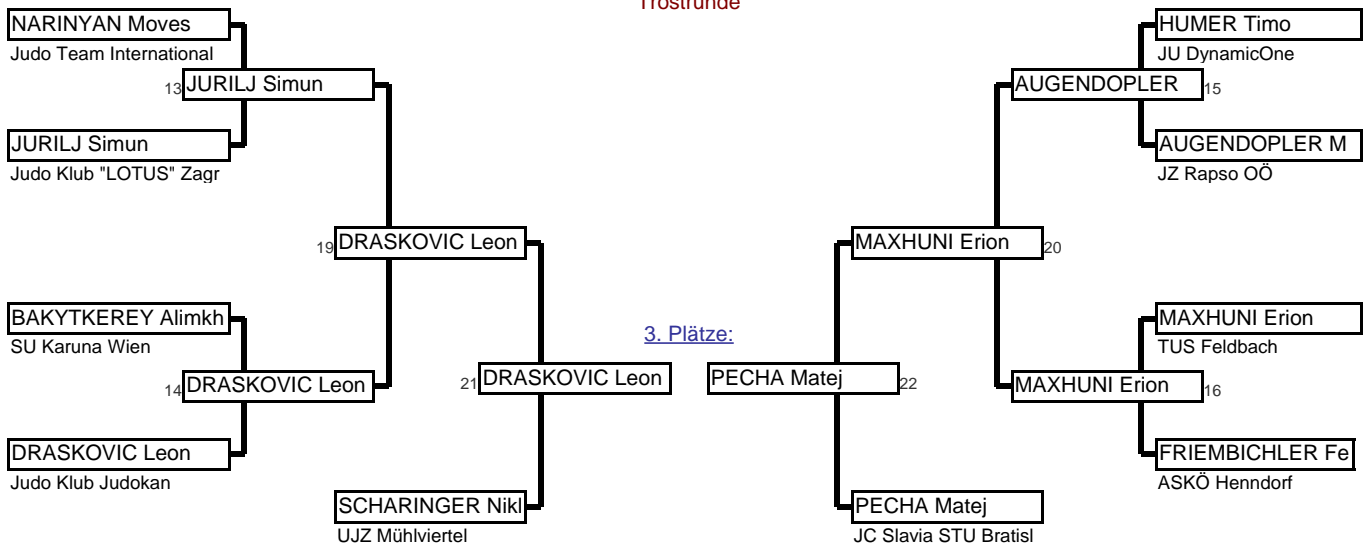 Trostrunde
NARINYAN Moves
Judo Team International
13 JURILJ Simun
JURILJ Simun
Judo Klub "LOTUS" Zagr
19 DRASKOVIC Leon
BAKYTKEREY Alimkh
SU Karuna Wien
14 DRASKOVIC Leon
DRASKOVIC Leon
Judo Klub Judokan
21 DRASKOVIC Leon
SCHARINGER Nikl
UJZ Mühlviertel
3. Plätze:
HUMER Timo
JU DynamicOne
AUGENDOPLER 15
AUGENDOPLER M
JZ Rapso OÖ
MAXHUNI Erion 20
MAXHUNI Erion
TUS Feldbach
MAXHUNI Erion 16
FRIEMBICHLER Fe
ASKÖ Henndorf
PECHA Matej 22
PECHA Matej
JC Slavia STU Bratisl